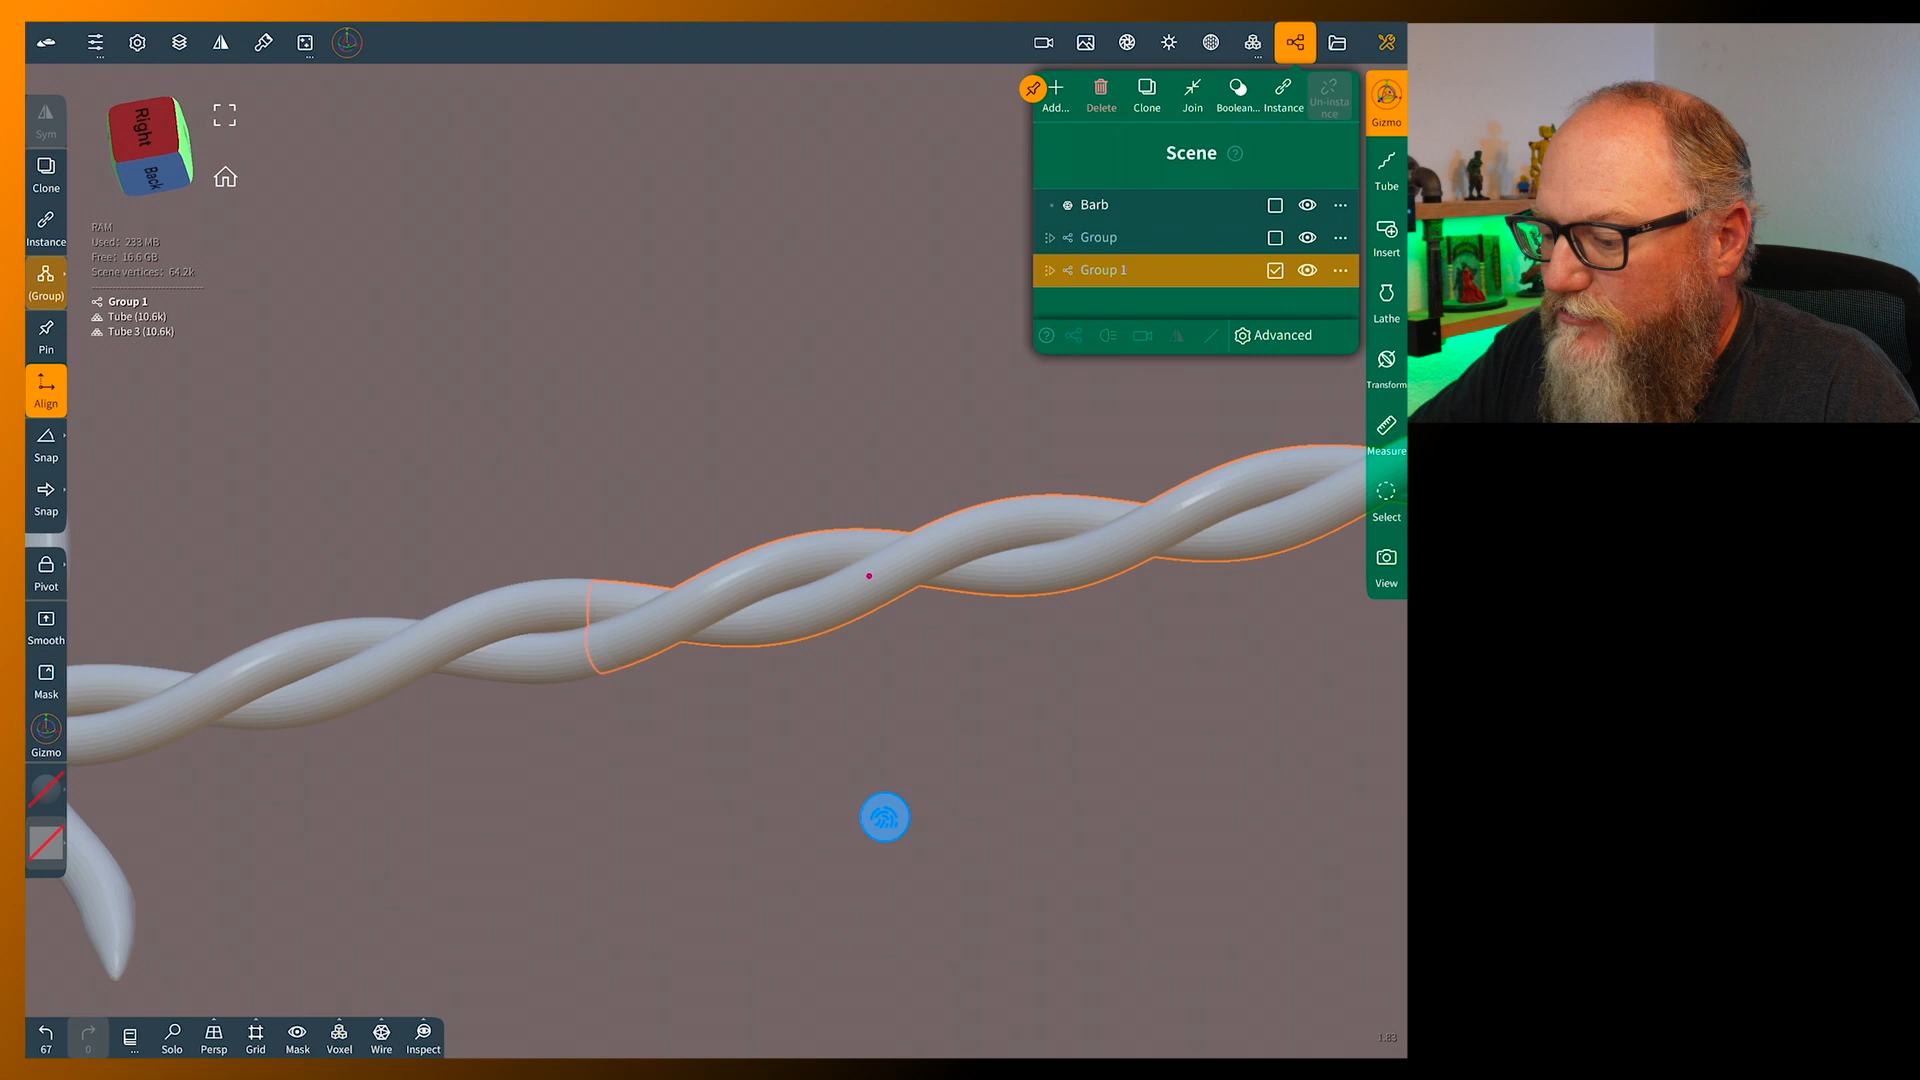 Sym
Clone
Instance
(Group)
Pin
Align
Snap
Snap
Pivot
Smooth
Mask
Gizmo
Right
Back
RAM
Used: 233 MB
Free: 16.6 GB
Scene vertices: 64.2k
Group 1
Tube (10.6k)
Tube 3 (10.6k)
Add...
Delete
Clone
Join
Boolean...
Instance
Un-insta
nce
Scene
Barb
Group
Group 1
Advanced
Gizmo
Tube
Insert
Lathe
Transform
Measure
Select
View
67
0
...
Solo
Persp
Grid
Mask
Voxel
Wire
Inspect
1.83